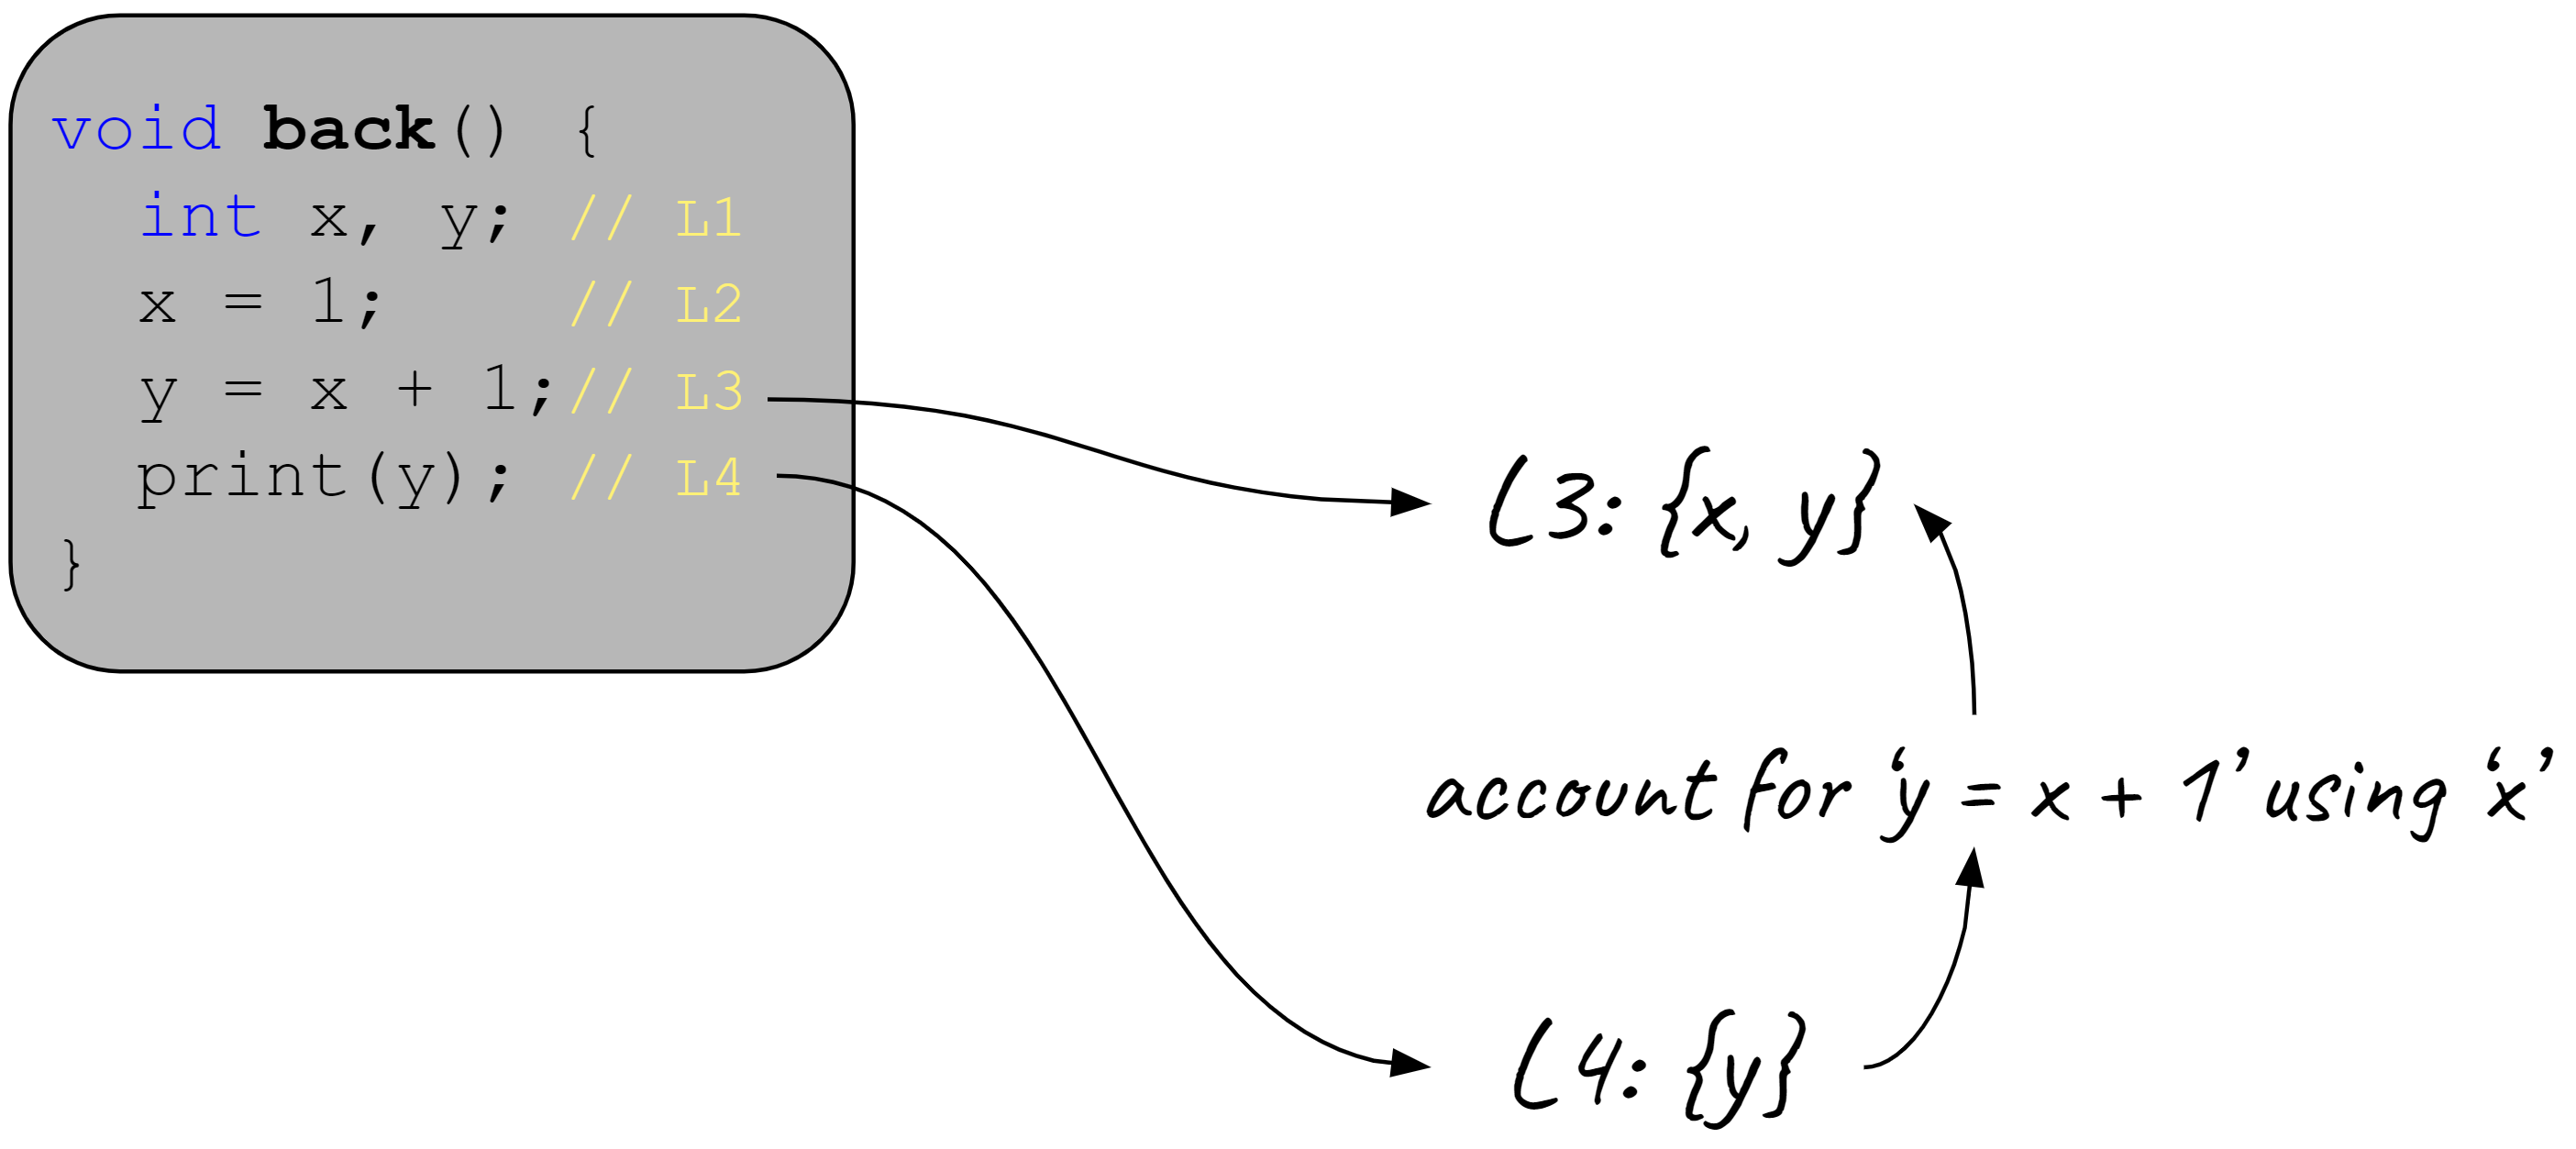 void back() {
int x, y; // L1
x = 1; // L2
y = x + 1;// L3
print(y); // L4
}
L3: {x, y}
account for ‘y = x + 1’ using ‘x’
L4: {y}